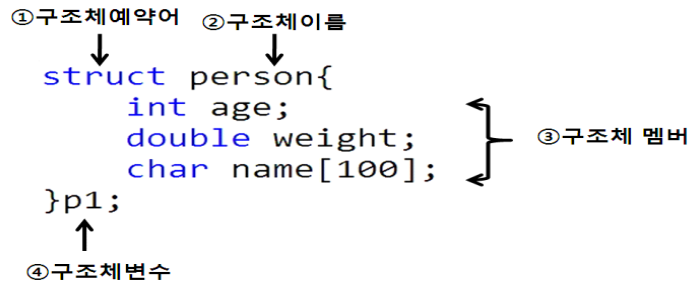 ①구조체예약어 ②구조체이름
struct person{
int age;
double weight;
③구조체 멤버
char name[100];
}p1;
④구조체변수